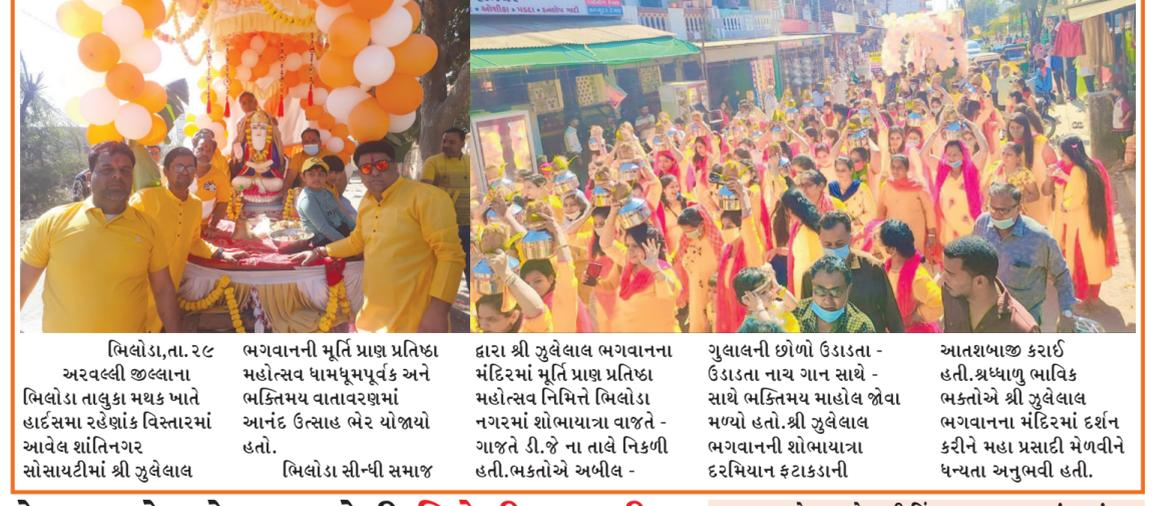 ભિલોડા,તા.૨૯
અરવલ્લી જીલ્લાના
ભિલોડા તાલુકા મથક ખાતે
હાર્દસમા રહેણાંક વિસ્તારમાં
આવેલ શાંતિનગર
સોસાયટીમાં શ્રી ઝુલેલાલ
ભગવાનની મૂર્તિ પ્રાણ પ્રતિષ્ઠા
મહોત્સવ ધામધૂમપૂર્વક અને
ભક્તિમય વાતાવરણમાં
આનંદ ઉત્સાહ ભેર યોજાયો
હતો.
ભિલોડા સીન્ધી સમાજ
દ્વારા શ્રી ઝુલેલાલ ભગવાનના
મંદિરમાં મૂર્તિ પ્રાણ પ્રતિષ્ઠા
મહોત્સવ નિમિત્તે ભિલોડા
નગરમાં શોભાયાત્રા વાજતે -
ગાજતે ડી.જે ના તાલે નિકળી
હતી.ભકતોએ અબીલ -
ગુલાલની છોળો ઉડાડતા -
ઉડાડતા નાચ ગાન સાથે -
સાથે ભક્તિમય માહોલ જોવા
મળ્યો હતો.શ્રી ઝુલેલાલ
ભગવાનની શોભાયાત્રા
દરમિયાન ફટાકડાની
આતશબાજી કરાઈ
હતી.શ્રધ્ધાળુ ભાવિક
ભક્તોએ શ્રી ઝુલેલાલ
ભગવાનના મંદિરમાં દર્શન
કરીને મહા પ્રસાદી મેળવીને
ધન્યતા અનુભવી હતી.